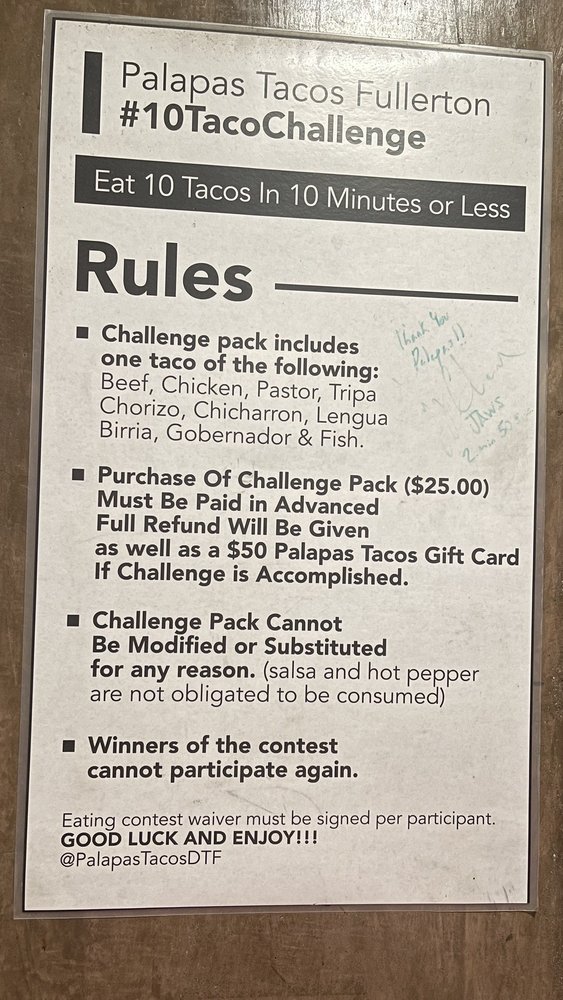 Palapas Tacos Fullerton
#10TacoChallenge
Eat 10 Tacos In 10 Minutes or Less
Rules
■ Challenge pack includes
one taco of the following:
Beef, Chicken, Pastor, Tripa
Chorizo, Chicharron, Lengua
Birria, Gobernador & Fish.
Thank You
Palapas!!
JAWS
2 min 50 s
■ Purchase Of Challenge Pack ($25.00)
Must Be Paid in Advanced
Full Refund Will Be Given
as well as a $50 Palapas Tacos Gift Card
If Challenge is Accomplished.
■ Challenge Pack Cannot
Be Modified or Substituted
for any reason. (salsa and hot pepper
are not obligated to be consumed)
■ Winners of the contest
cannot participate again.
Eating contest waiver must be signed per participant.
GOOD LUCK AND ENJOY!!!
@PalapasTacosDTF